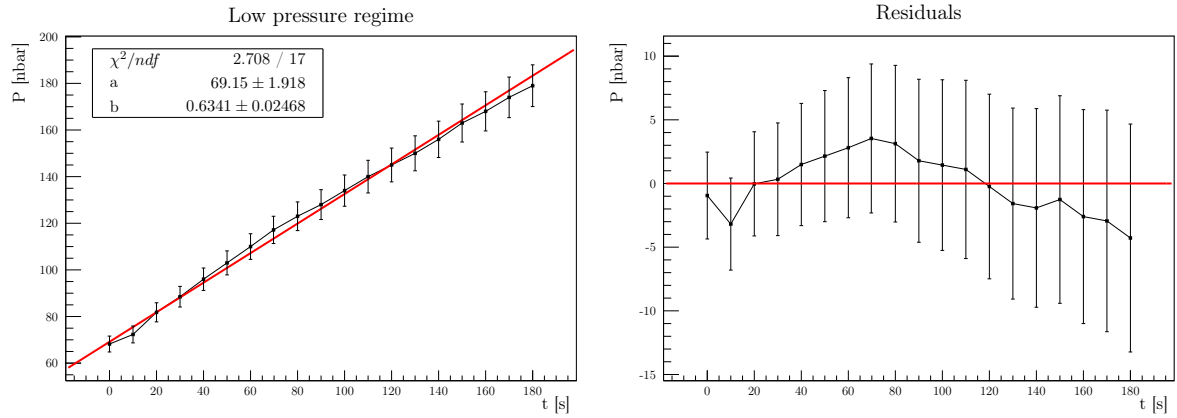 Low pressure regime
P [nbar]
200
180
160
140
120
100
80
60
χ²/ndf 2.708 / 17
a 69.15 ± 1.918
b 0.6341 ± 0.02468
0 20 40 60 80 100 120 140 160 180
t [s]
Residuals
P [nbar]
10
5
0
-5
-10
-15
0 20 40 60 80 100 120 140 160 180
t [s]